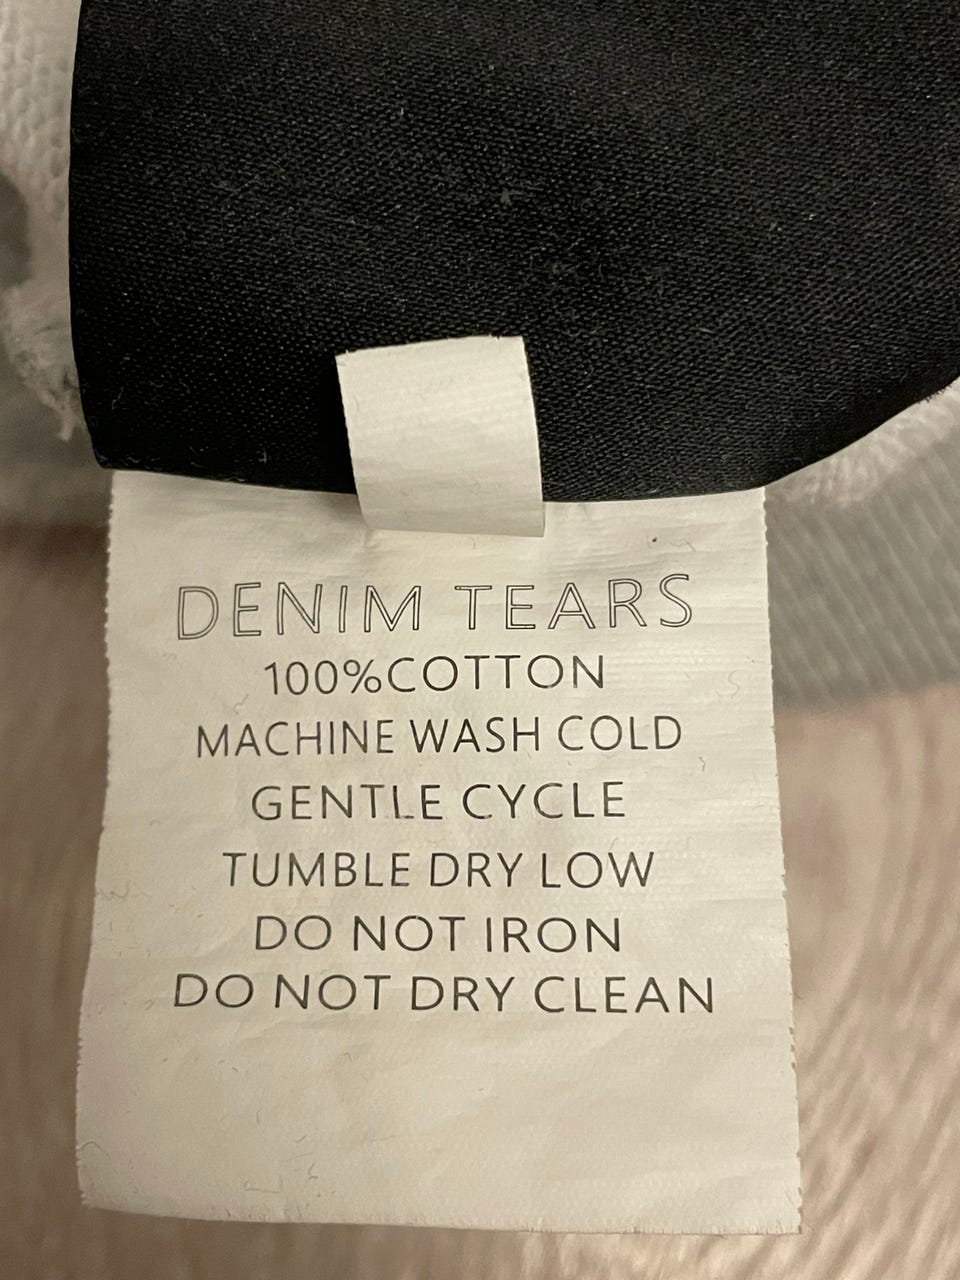 DENIM TEARS
100%COTTON
MACHINE WASH COLD
GENTLE CYCLE
TUMBLE DRY LOW
DO NOT IRON
DO NOT DRY CLEAN